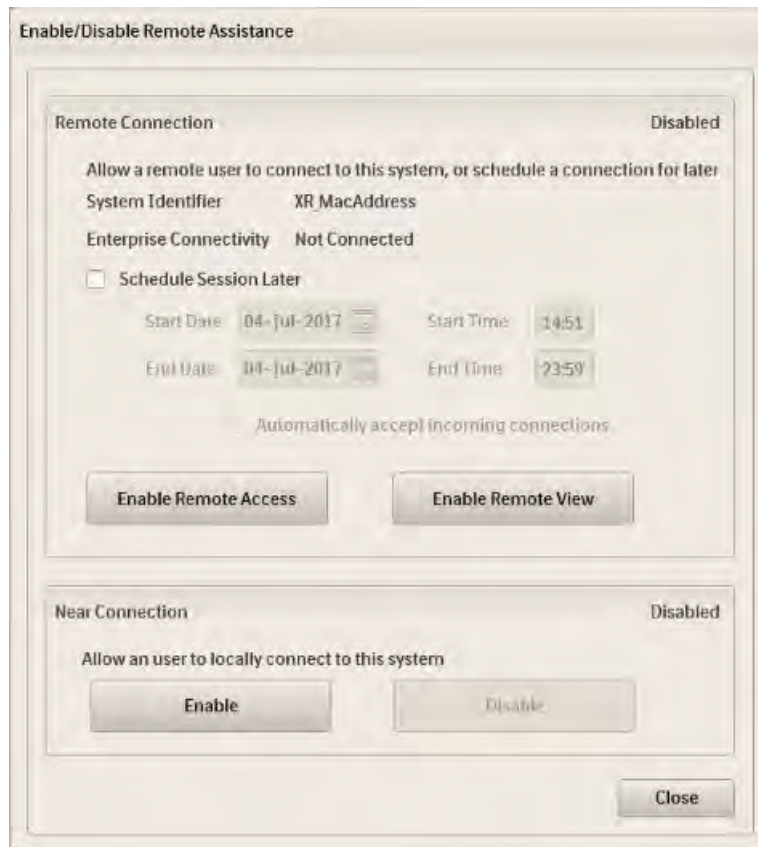 Enable/Disable Remote Assistance
Remote Connection Disabled
Allow a remote user to connect to this system, or schedule a connection for later
System Identifier XR_MacAddress
Enterprise Connectivity Not Connected
Schedule Session Later
Start Date 04-Jul-2017 Start Time 14:51
End Date 04-Jul-2017 End Time 23:59
Automatically accept incoming connections
Enable Remote Access Enable Remote View
Near Connection Disabled
Allow an user to locally connect to this system
Enable Disable
Close